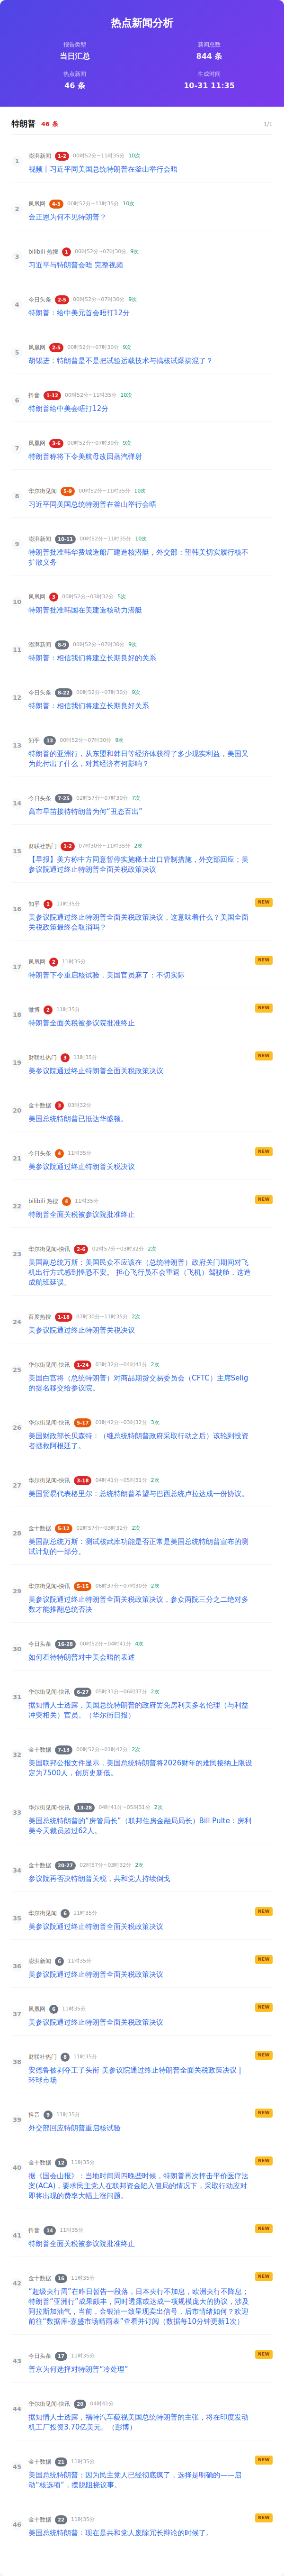 热点新闻分析
报告类型
当日汇总
新闻总数
844 条
热点新闻
46 条
生成时间
10-31 11:35
特朗普 46 条 1/1
1 澎湃新闻 1-2 00时52分~11时35分 10次
视频丨习近平同美国总统特朗普在釜山举行会晤
2 凤凰网 4-5 00时52分~11时35分 10次
金正恩为何不见特朗普？
3 bilibili 热搜 1 00时52分~07时30分 9次
习近平与特朗普会晤 完整视频
4 今日头条 2-5 00时52分~07时30分 9次
特朗普：给中美元首会晤打12分
5 凤凰网 2-5 00时52分~07时30分 9次
胡锡进：特朗普是不是把试验运载技术与搞核试爆搞混了？
6 抖音 1-12 00时52分~11时35分 10次
特朗普给中美会晤打12分
7 凤凰网 3-6 00时52分~07时30分 9次
特朗普称将下令美航母改回蒸汽弹射
8 华尔街见闻 5-9 00时52分~11时35分 10次
习近平同美国总统特朗普在釜山举行会晤
9 澎湃新闻 10-11 00时52分~11时35分 10次
特朗普批准韩华费城造船厂建造核潜艇，外交部：望韩美切实履行核不
扩散义务
10 凤凰网 3 00时52分~03时32分 5次
特朗普批准韩国在美建造核动力潜艇
11 澎湃新闻 8-9 00时52分~07时30分 9次
特朗普：相信我们将建立长期良好的关系
12 今日头条 8-22 00时52分~07时30分 9次
特朗普：相信我们将建立长期良好关系
13 知乎 13 00时52分~07时30分 9次
特朗普的亚洲行，从东盟和韩日等经济体获得了多少现实利益，美国又
为此付出了什么，对其经济有何影响？
14 今日头条 7-25 02时57分~07时30分 7次
高市早苗接待特朗普为何“丑态百出”
15 财联社热门 1-2 07时30分~11时35分 2次
【早报】美方称中方同意暂停实施稀土出口管制措施，外交部回应；美
参议院通过终止特朗普全面关税政策决议
16 知乎 1 11时35分 NEW
美参议院通过终止特朗普全面关税政策决议，这意味着什么？美国全面
关税政策最终会取消吗？
17 凤凰网 2 11时35分 NEW
特朗普下令重启核试验，美国官员麻了：不切实际
18 微博 2 11时35分 NEW
特朗普全面关税被参议院批准终止
19 财联社热门 3 11时35分 NEW
美参议院通过终止特朗普全面关税政策决议
20 金十数据 3 03时32分
美国总统特朗普已抵达华盛顿。
21 今日头条 4 11时35分 NEW
美参议院通过终止特朗普关税决议
22 bilibili 热搜 4 11时35分 NEW
特朗普全面关税被参议院批准终止
23 华尔街见闻·快讯 2-6 02时57分~03时32分 2次
美国副总统万斯：美国民众不应该在（总统特朗普）政府关门期间对飞
机出行方式感到惶恐不安。 担心飞行员不会重返（飞机）驾驶舱，这造
成航班延误。
24 百度热搜 1-18 07时30分~11时35分 2次
美参议院通过终止特朗普关税决议
25 华尔街见闻·快讯 1-24 03时32分~04时41分 2次
美国白宫将（总统特朗普）对商品期货交易委员会（CFTC）主席Selig
的提名移交给参议院。
26 华尔街见闻·快讯 5-17 01时42分~03时32分 3次
美国财政部长贝森特：（继总统特朗普政府采取行动之后）该轮到投资
者拯救阿根廷了。
27 华尔街见闻·快讯 3-18 04时41分~05时31分 2次
美国贸易代表格里尔：总统特朗普希望与巴西总统卢拉达成一份协议。
28 金十数据 5-12 02时57分~03时32分 2次
美国副总统万斯：测试核武库功能是否正常是美国总统特朗普宣布的测
试计划的一部分。
29 华尔街见闻·快讯 5-15 06时37分~07时30分 2次
美参议院通过终止特朗普全面关税政策决议，参众两院三分之二绝对多
数才能推翻总统否决
30 今日头条 16-28 00时52分~04时41分 4次
如何看待特朗普对中美会晤的表述
31 华尔街见闻·快讯 6-27 05时31分~06时37分 2次
据知情人士透露，美国总统特朗普的政府罢免房利美多名伦理（与利益
冲突相关）官员。（华尔街日报）
32 金十数据 7-13 00时52分~01时42分 2次
美国联邦公报文件显示，美国总统特朗普将2026财年的难民接纳上限设
定为7500人，创历史新低。
33 华尔街见闻·快讯 13-28 04时41分~05时31分 2次
美国总统特朗普的“房管局长”（联邦住房金融局局长）Bill Pulte：房利
美今天裁员超过62人。
34 金十数据 20-27 02时57分~03时32分 2次
参议院再否决特朗普关税，共和党人持续倒戈
35 华尔街见闻 6 11时35分 NEW
美参议院通过终止特朗普全面关税政策决议
36 澎湃新闻 6 11时35分 NEW
美参议院通过终止特朗普全面关税政策决议
37 凤凰网 6 11时35分 NEW
美参议院通过终止特朗普全面关税政策决议
38 财联社热门 8 11时35分 NEW
安德鲁被剥夺王子头衔 美参议院通过终止特朗普全面关税政策决议 |
环球市场
39 抖音 9 11时35分 NEW
外交部回应特朗普重启核试验
40 金十数据 12 11时35分 NEW
据《国会山报》：当地时间周四晚些时候，特朗普再次抨击平价医疗法
案(ACA)，要求民主党人在联邦资金陷入僵局的情况下，采取行动应对
即将出现的费率大幅上涨问题。
41 抖音 14 11时35分 NEW
特朗普全面关税被参议院批准终止
42 金十数据 16 11时35分 NEW
“超级央行周”在昨日暂告一段落，日本央行不加息，欧洲央行不降息；
特朗普“亚洲行”成果颇丰，同时透露或达成一项规模庞大的协议，涉及
阿拉斯加油气，当前，金银油一致呈现卖出信号，后市情绪如何？欢迎
前往“数据库-嘉盛市场晴雨表”查看并订阅（数据每10分钟更新1次）
43 今日头条 17 11时35分 NEW
普京为何选择对特朗普“冷处理”
44 华尔街见闻·快讯 20 04时41分
据知情人士透露，福特汽车藐视美国总统特朗普的主张，将在印度发动
机工厂投资3.70亿美元。（彭博）
45 金十数据 21 11时35分 NEW
美国总统特朗普：因为民主党人已经彻底疯了，选择是明确的——启
动“核选项”，摆脱阻挠议事。
46 金十数据 22 11时35分 NEW
美国总统特朗普：现在是共和党人废除冗长辩论的时候了。